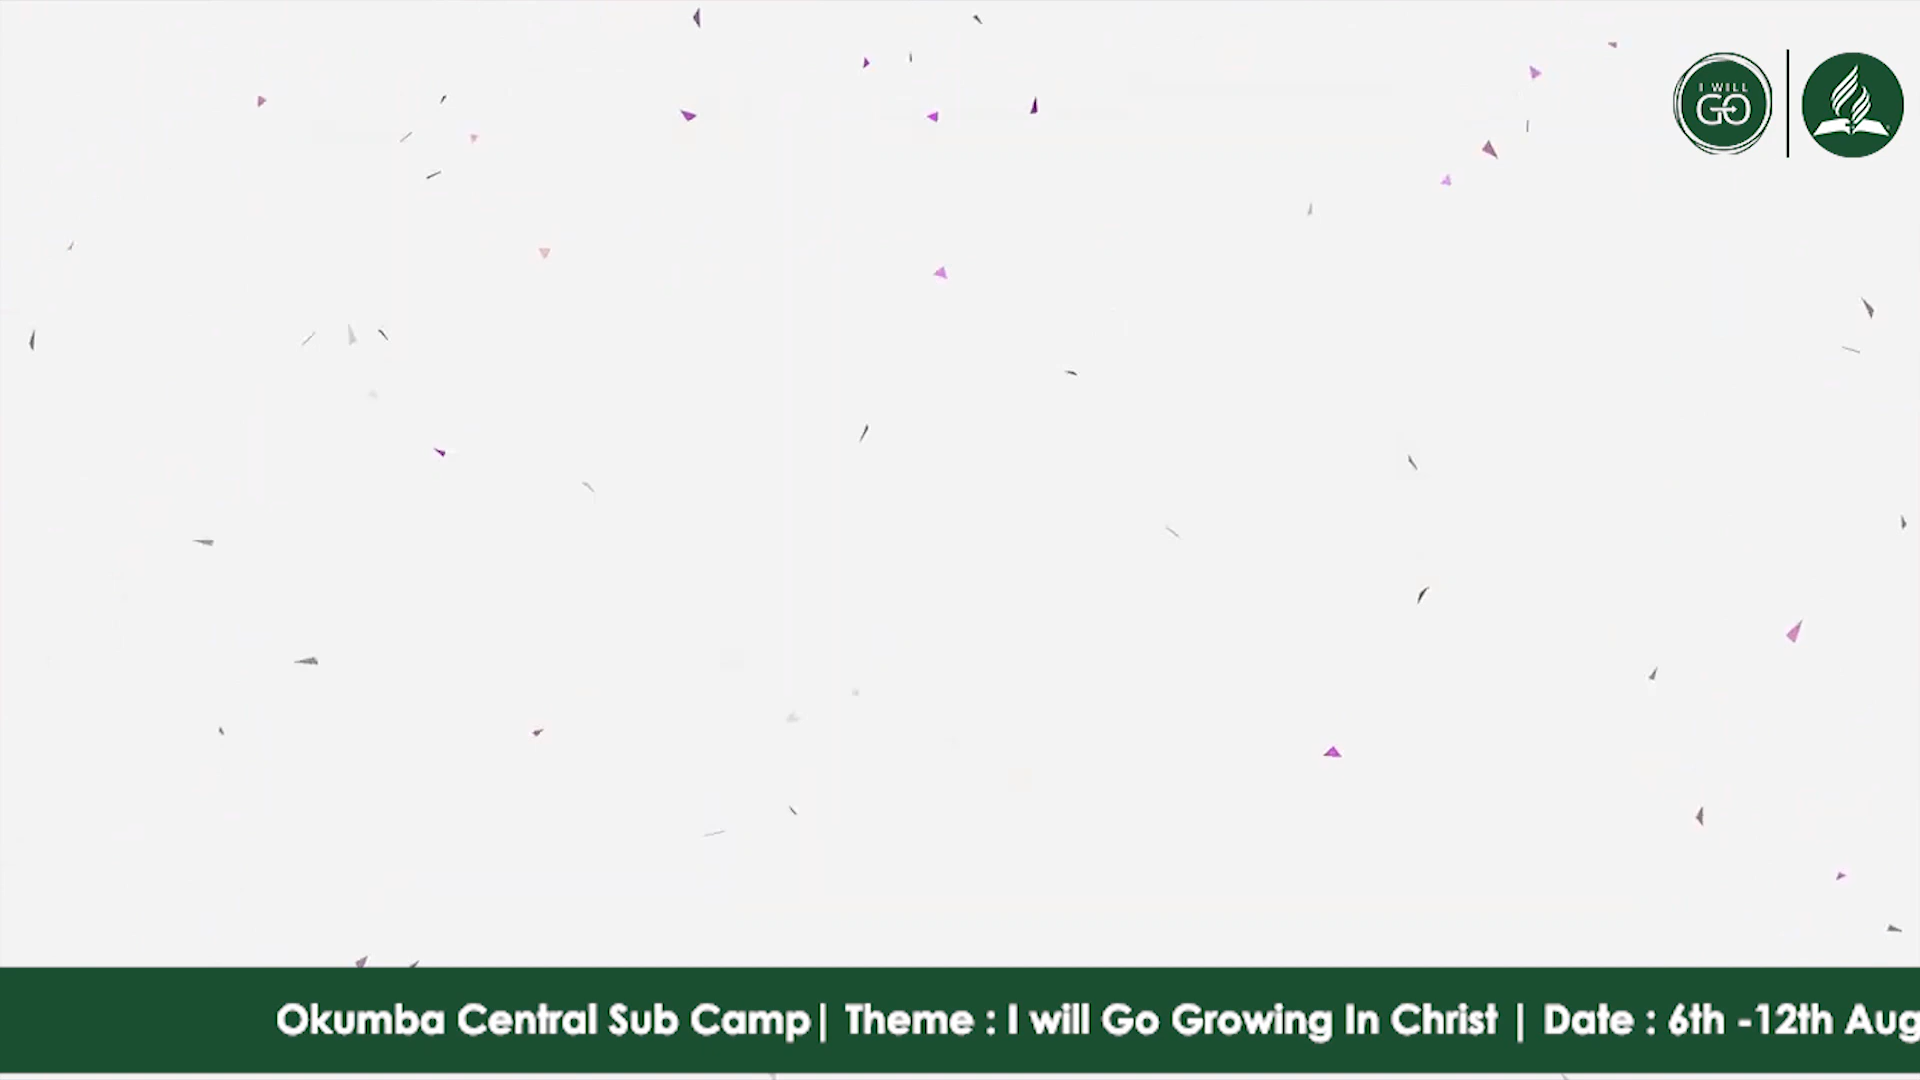 I WILL
GO
Okumba Central Sub Camp| Theme : I will Go Growing In Christ | Date : 6th -12th Aug